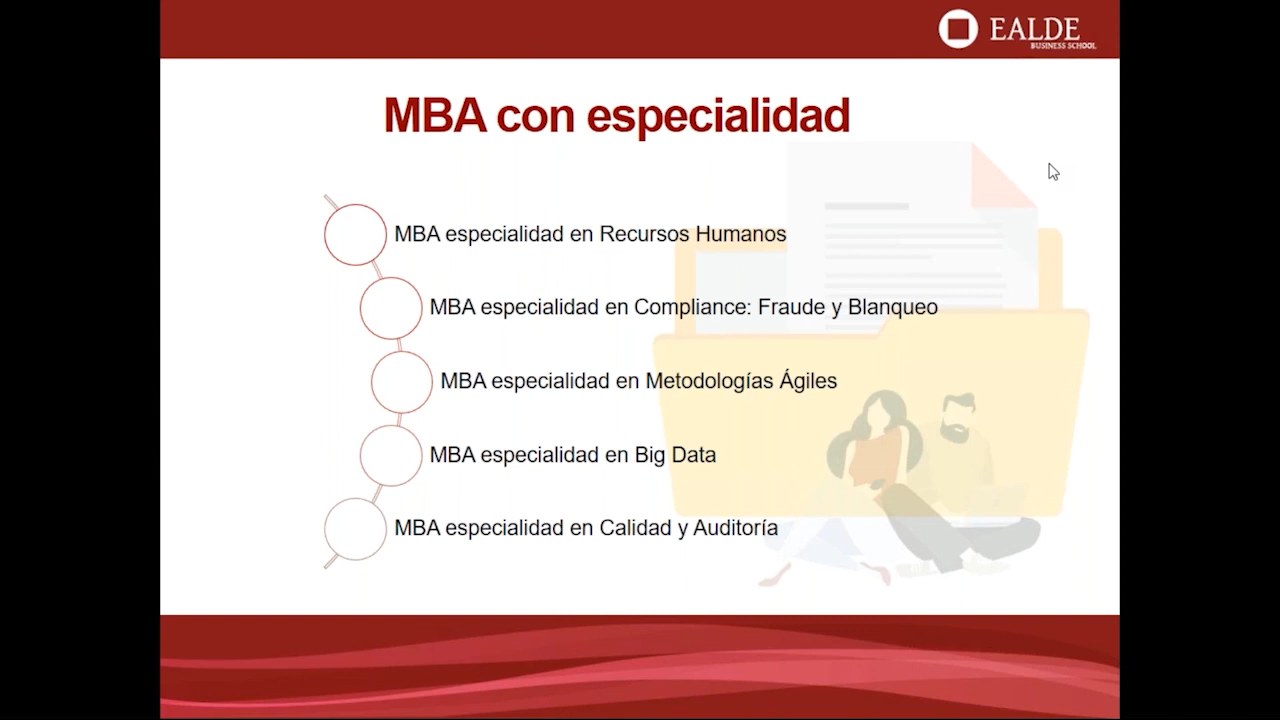 EALDE
BUSINESS SCHOOL
MBA con especialidad
MBA especialidad en Recursos Humanos
MBA especialidad en Compliance: Fraude y Blanqueo
MBA especialidad en Metodologías Ágiles
MBA especialidad en Big Data
MBA especialidad en Calidad y Auditoría